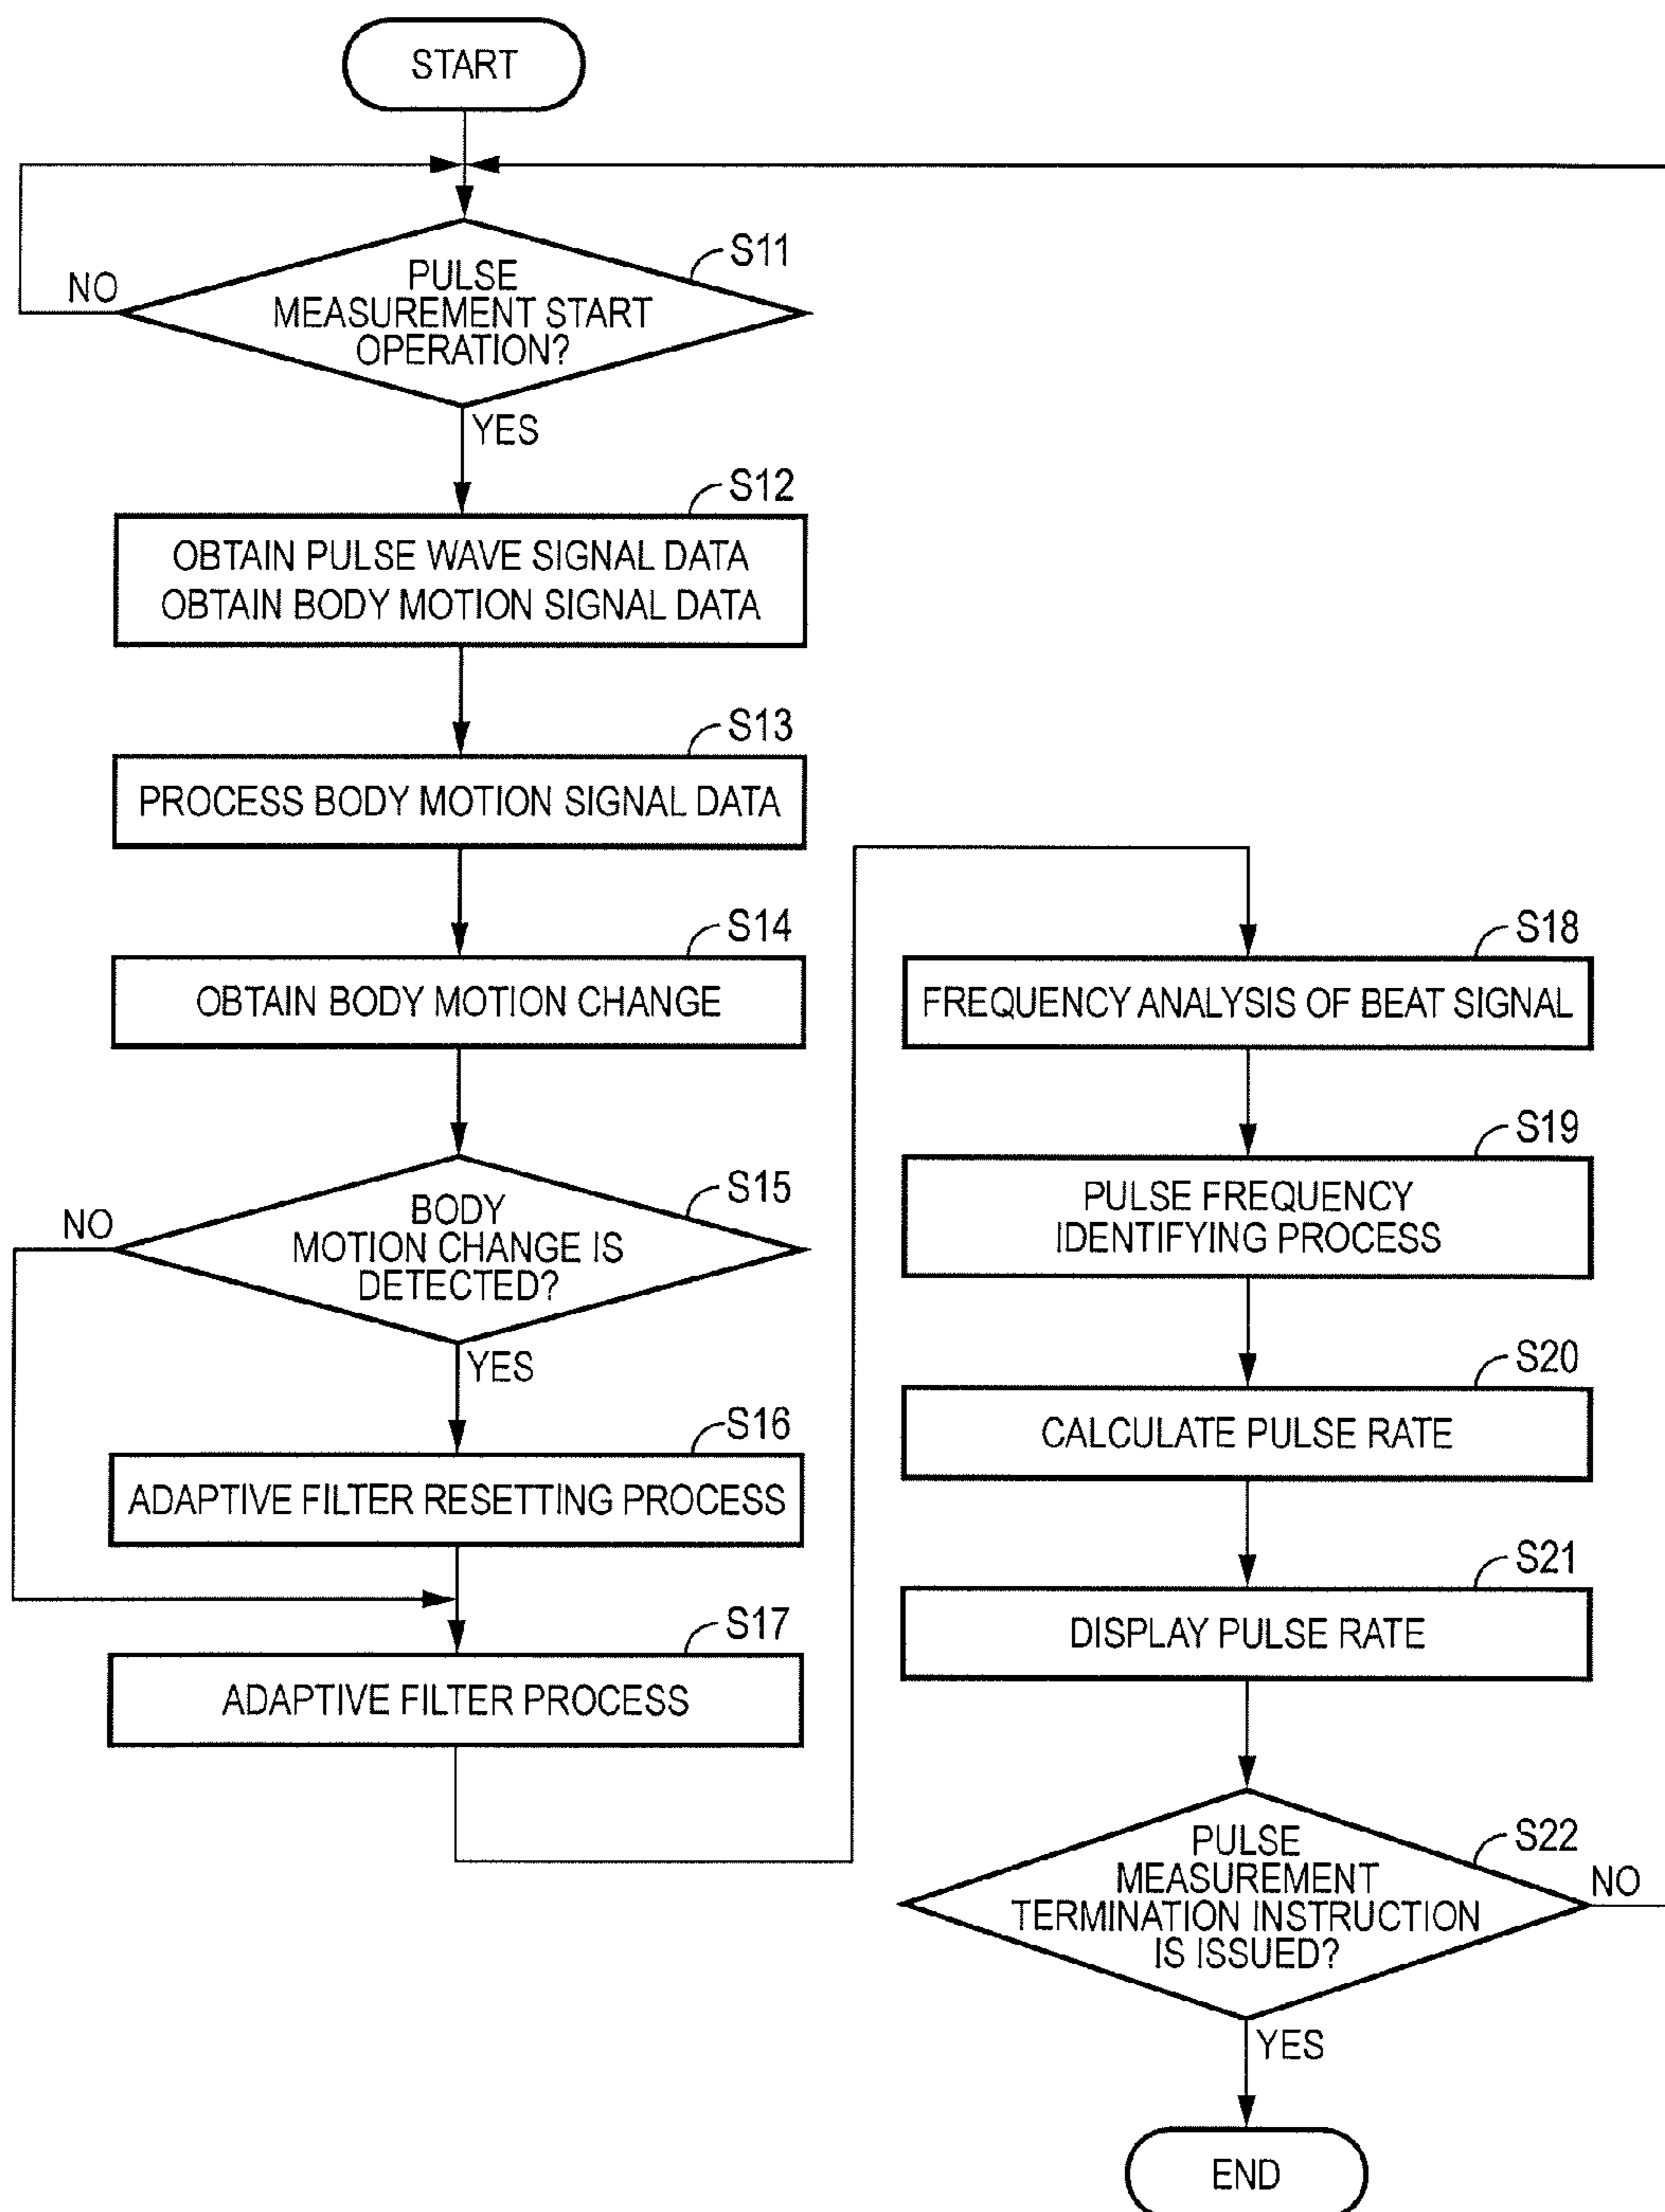 START
S11
PULSE
MEASUREMENT START
OPERATION?
NO
YES
S12
OBTAIN PULSE WAVE SIGNAL DATA
OBTAIN BODY MOTION SIGNAL DATA
S13
PROCESS BODY MOTION SIGNAL DATA
S14
OBTAIN BODY MOTION CHANGE
S15
BODY
MOTION CHANGE IS
DETECTED?
NO
YES
S16
ADAPTIVE FILTER RESETTING PROCESS
S17
ADAPTIVE FILTER PROCESS
S18
FREQUENCY ANALYSIS OF BEAT SIGNAL
S19
PULSE FREQUENCY
IDENTIFYING PROCESS
S20
CALCULATE PULSE RATE
S21
DISPLAY PULSE RATE
S22
PULSE
MEASUREMENT
TERMINATION INSTRUCTION
IS ISSUED?
NO
YES
END